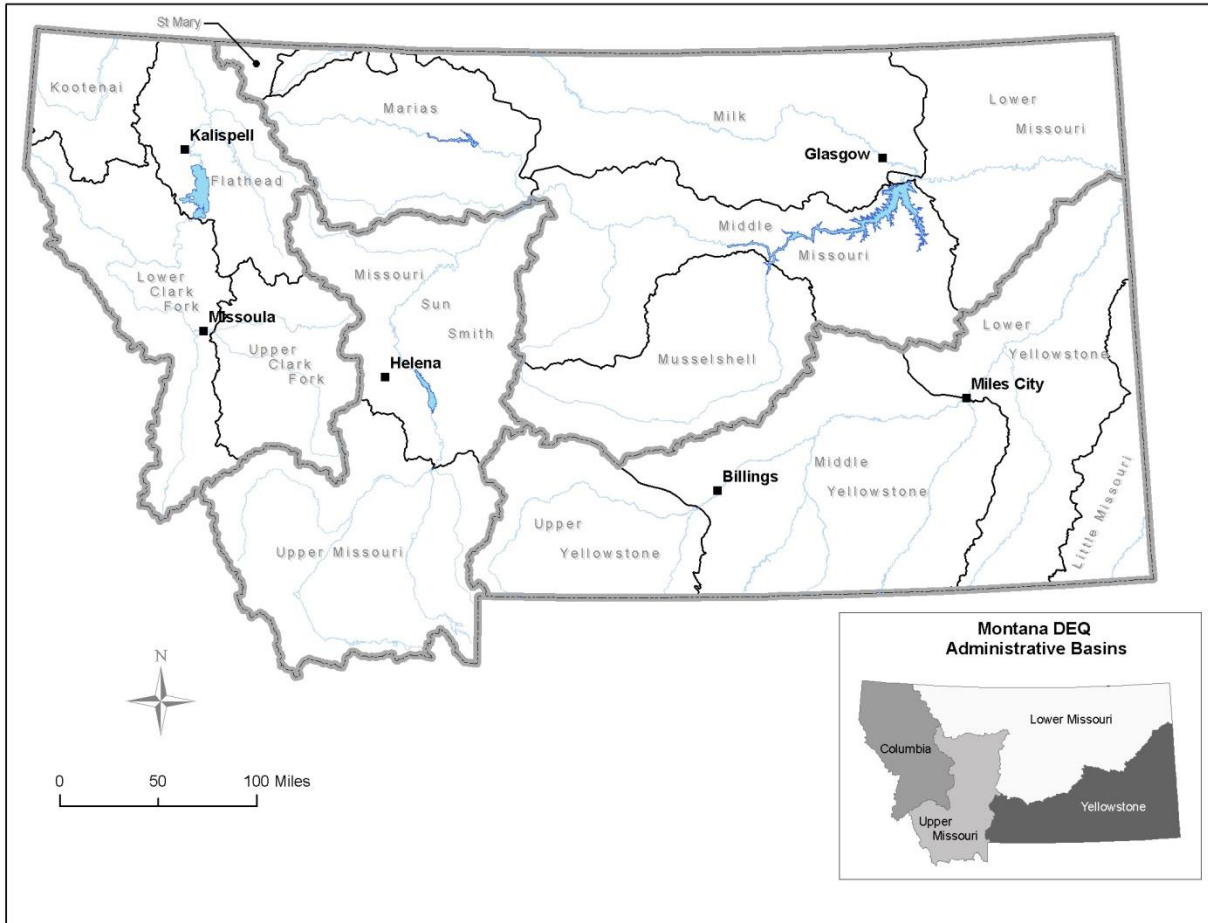 St Mary
Kootenai
Marias
Milk
Lower
Missouri
Kalispell
Glasgow
Flathead
Middle
Missouri
Missouri
Lower
Clark
Fork
Sun
Smith
Missoula
Upper
Clark
Fork
Helena
Musselshell
Lower
Yellowstone
Miles City
Billings
Middle
Yellowstone
Upper
Yellowstone
Upper Missouri
Little Missouri
N
0 50 100 Miles
Montana DEQ
Administrative Basins
Lower Missouri
Columbia
Yellowstone
Upper
Missouri